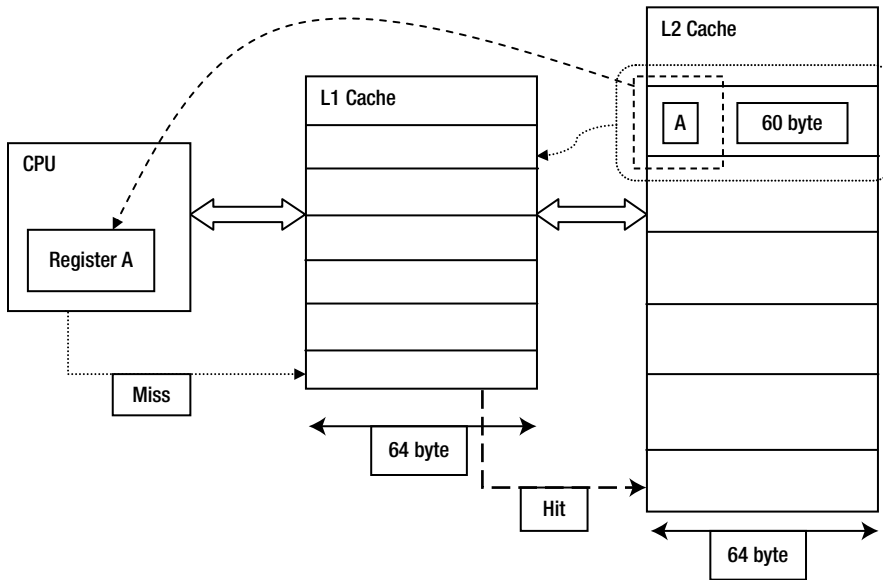 L2 Cache
L1 Cache
A
60 byte
CPU
Register A
Miss
64 byte
Hit
64 byte